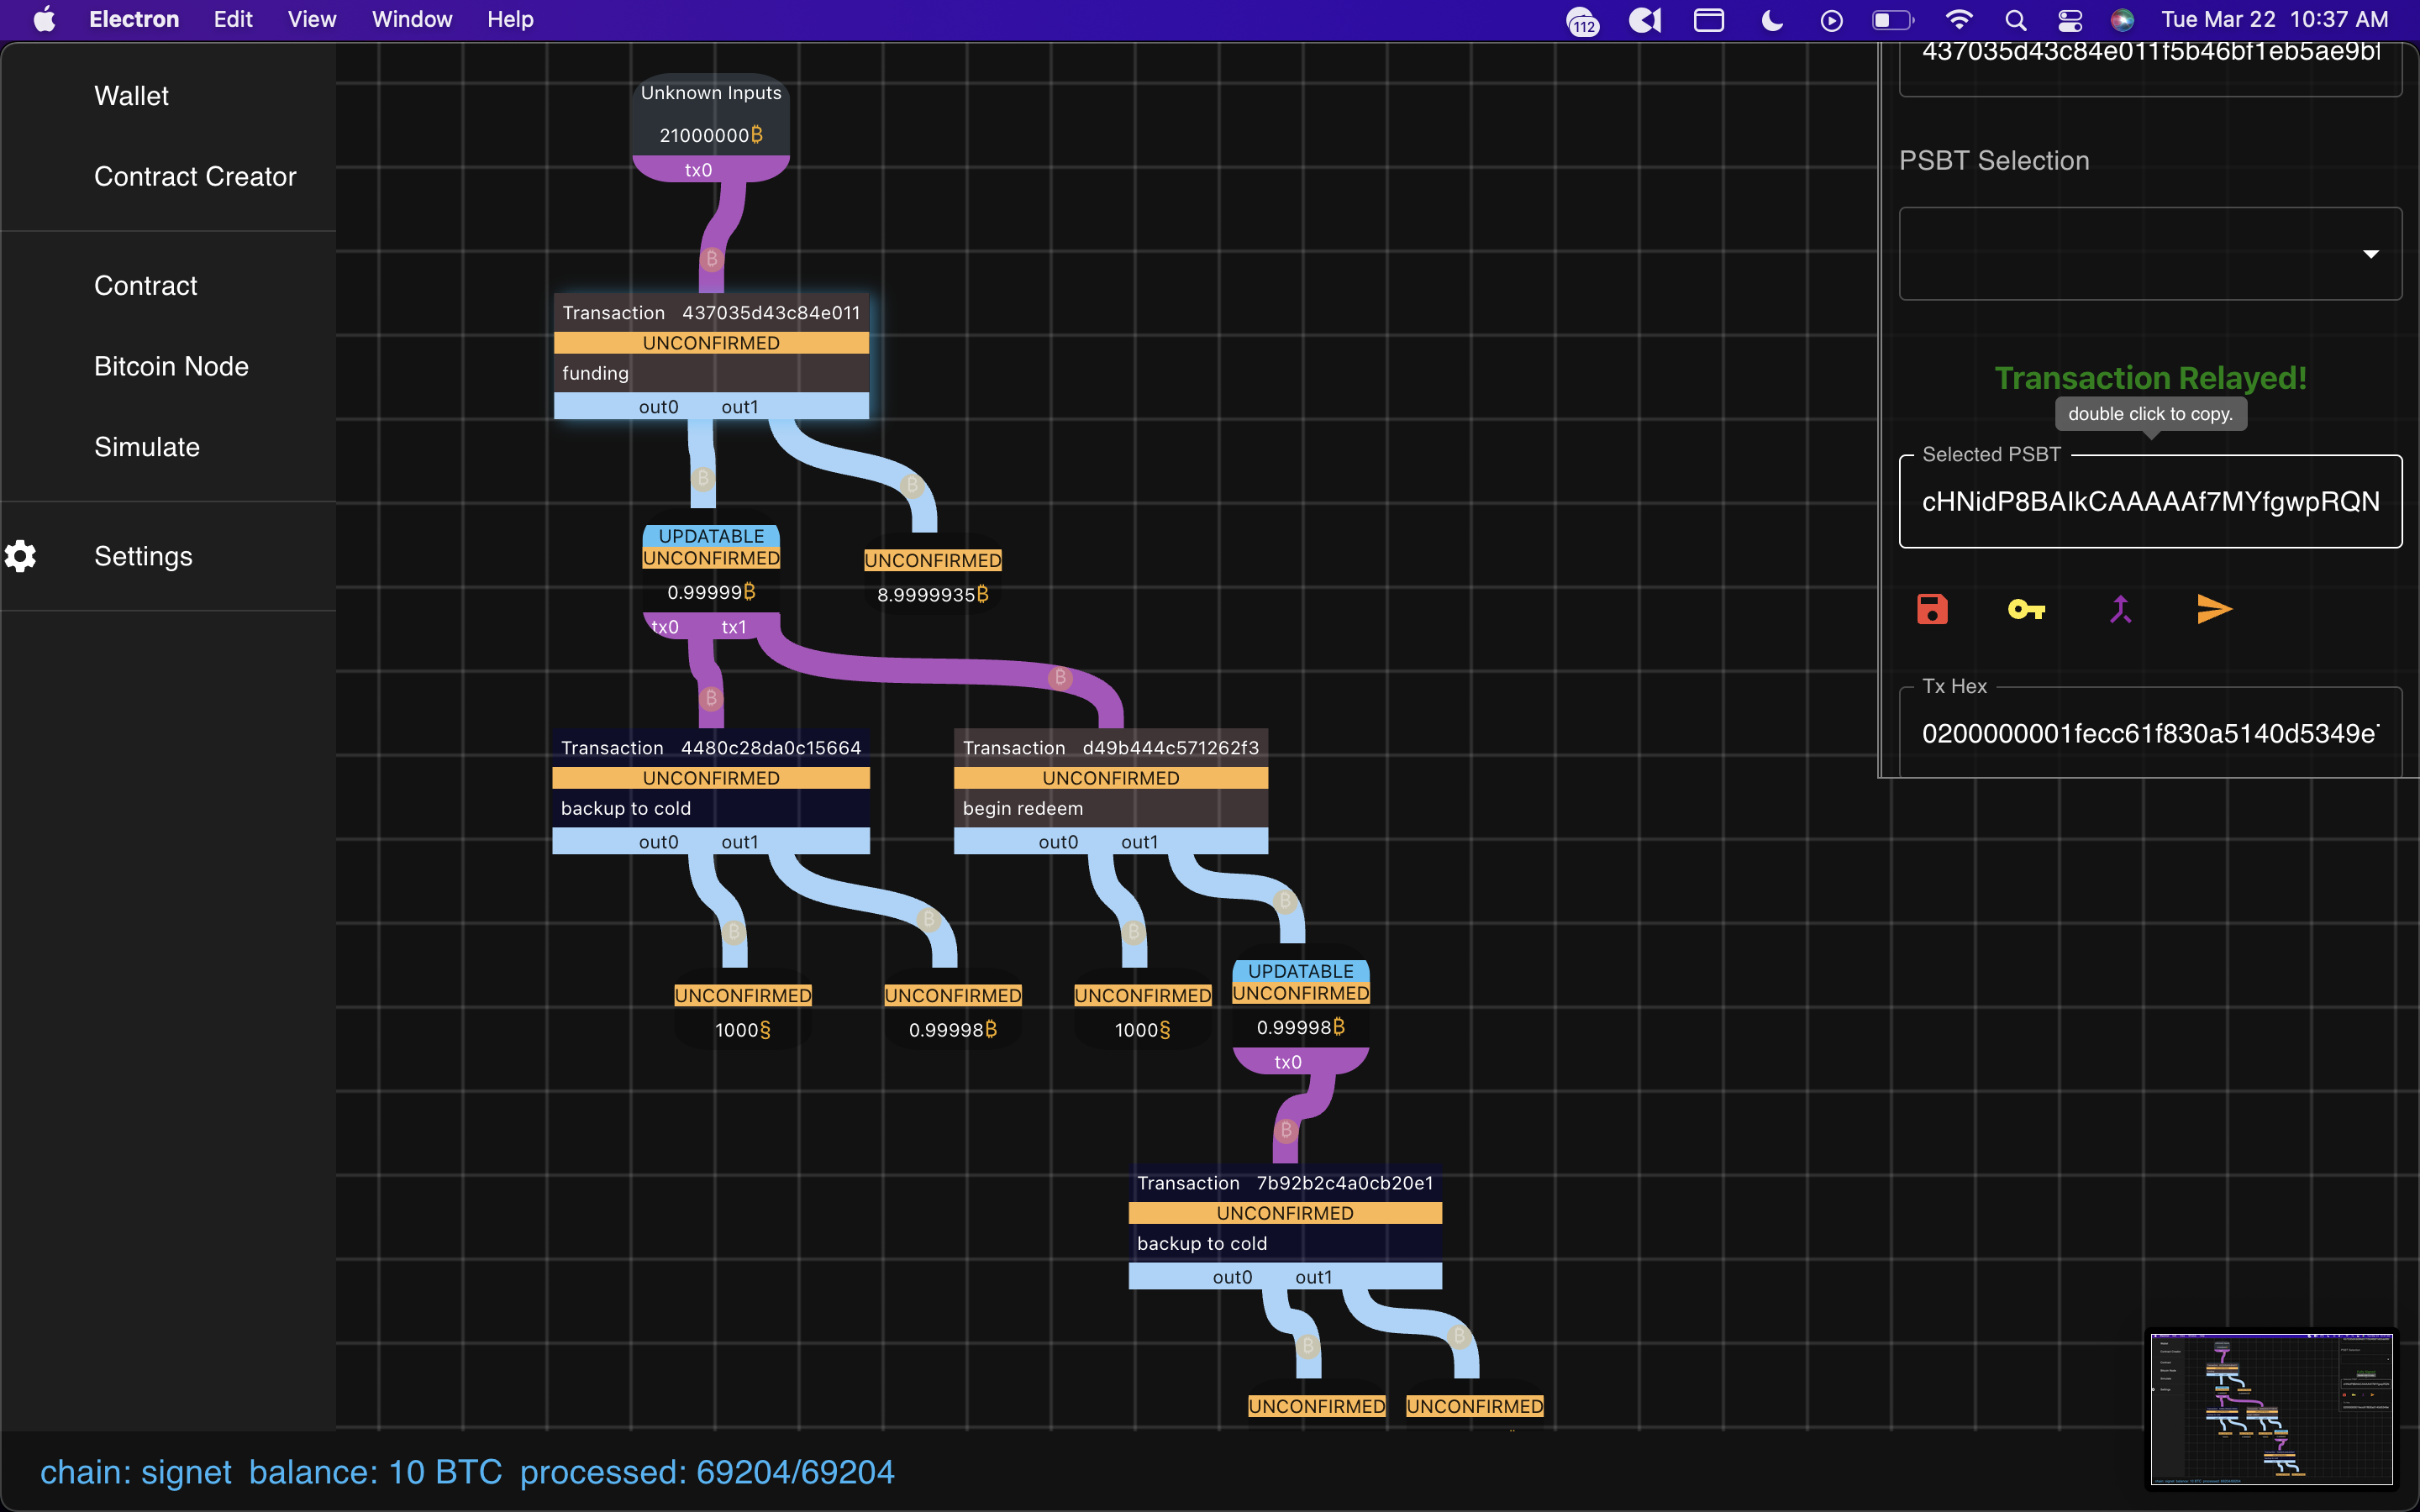 Electron Edit View Window Help
112 Tue Mar 22 10:37 AM
Wallet
Contract Creator
Contract
Bitcoin Node
Simulate
Settings
Unknown Inputs
21000000₿
tx0
Transaction 437035d43c84e011
UNCONFIRMED
funding
out0 out1
UPDATABLE
UNCONFIRMED
0.99999₿
tx0 tx1
UNCONFIRMED
8.9999935₿
Transaction 4480c28da0c15664
UNCONFIRMED
backup to cold
out0 out1
Transaction d49b444c571262f3
UNCONFIRMED
begin redeem
out0 out1
UNCONFIRMED
1000§
UNCONFIRMED
0.99998₿
UNCONFIRMED
1000§
UPDATABLE
UNCONFIRMED
0.99998₿
tx0
Transaction 7b92b2c4a0cb20e1
UNCONFIRMED
backup to cold
out0 out1
UNCONFIRMED
UNCONFIRMED
437035d43c84e011f5b46bf1eb5ae9bf
PSBT Selection
Transaction Relayed!
double click to copy.
Selected PSBT
cHNidP8BAIkCAAAAAf7MYfgwpRQN
Tx Hex
0200000001fecc61f830a5140d5349e
chain: signet balance: 10 BTC processed: 69204/69204